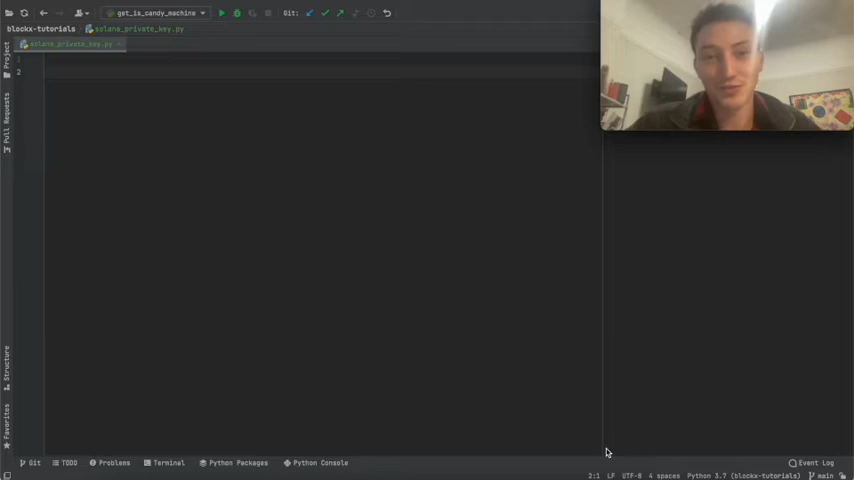 get_is_candy_machine
Git:
blockx-tutorials
solana_private_key.py
solana_private_key.py
Project
Pull Requests
Structure
Favorites
1
2
Git
TODO
Problems
Terminal
Python Packages
Python Console
Event Log
2:1
LF
UTF-8
4 spaces
Python 3.7 (blockx-tutorials)
main